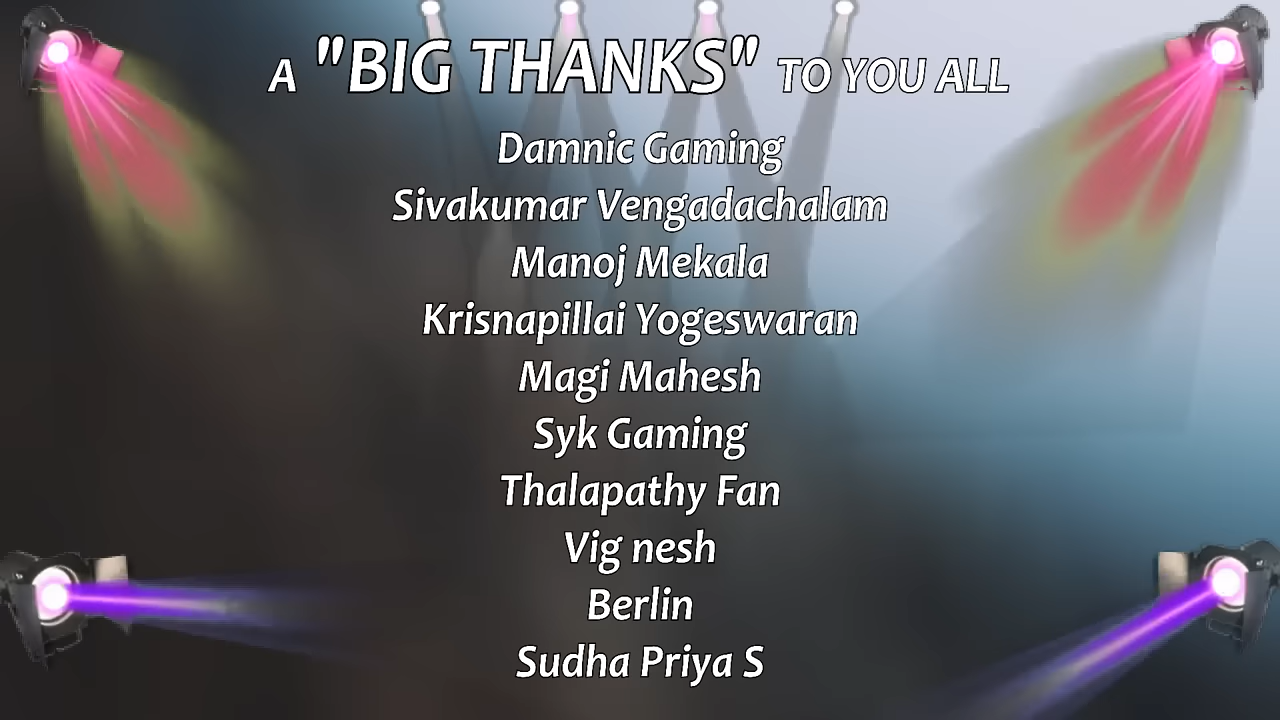 A "BIG THANKS" TO YOU ALL
Damnic Gaming
Sivakumar Vengadachalam
Manoj Mekala
Krisnapillai Yogeswaran
Magi Mahesh
Syk Gaming
Thalapathy Fan
Vig nesh
Berlin
Sudha Priya S